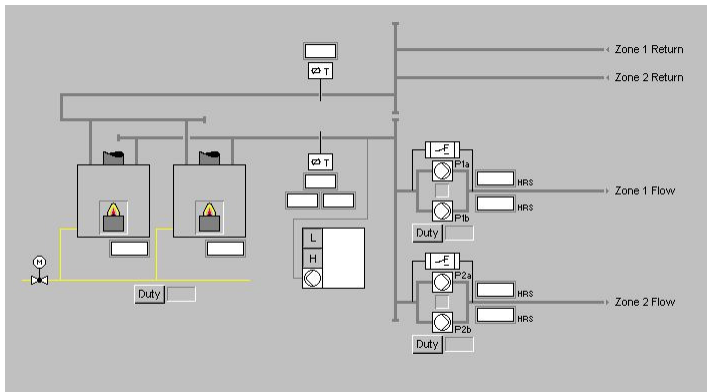 Zone 1 Return
T
Zone 2 Return
P1a
HRS
Zone 1 Flow
HRS
P1b
T
Duty
L
H
M
Duty
P2a
HRS
Zone 2 Flow
HRS
P2b
Duty